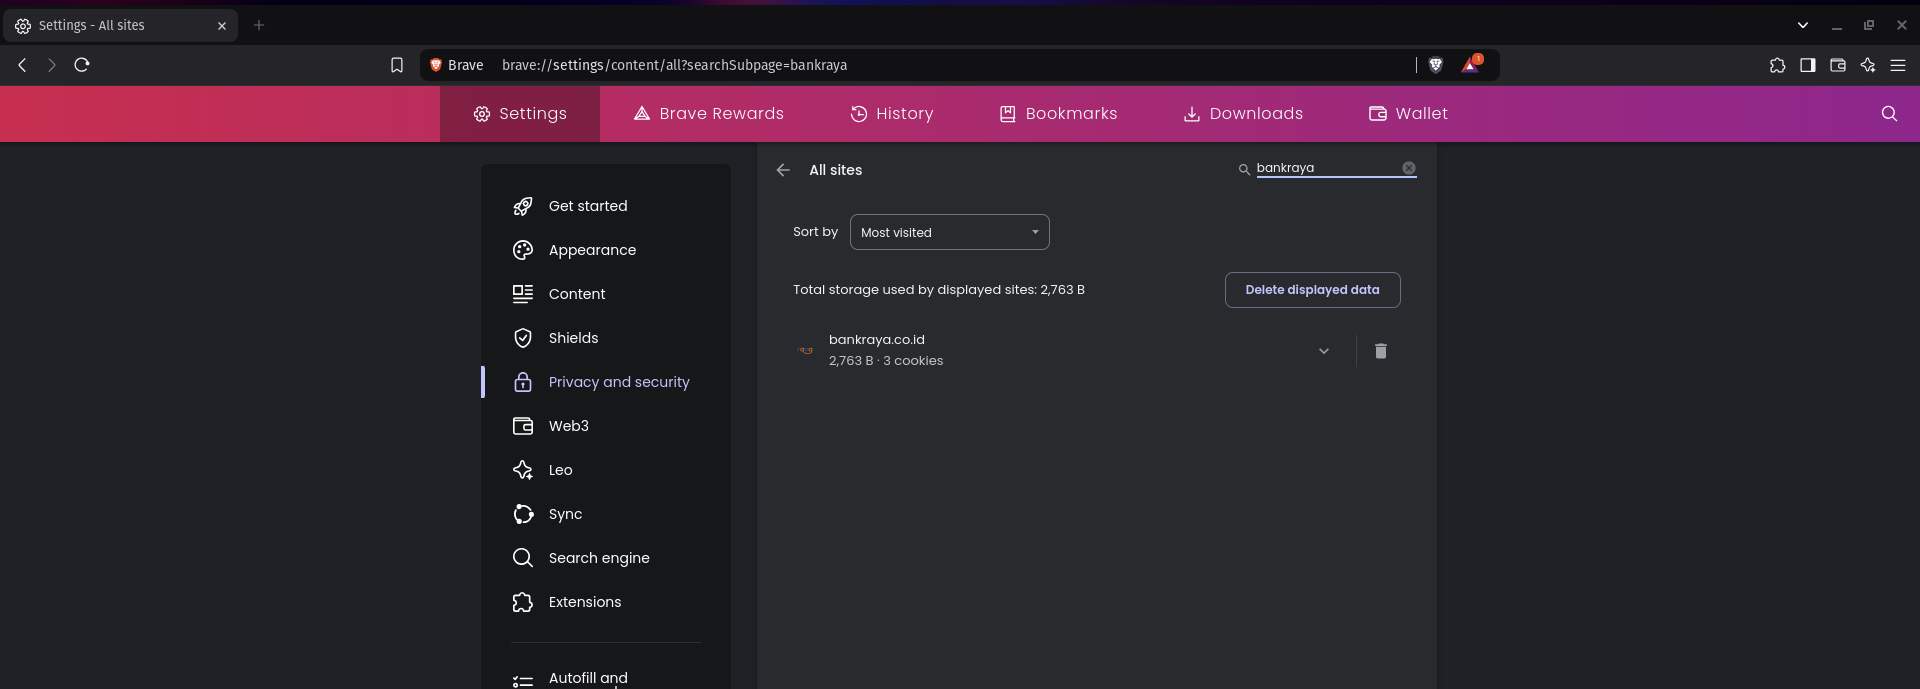 Settings - All sites
Brave brave://settings/content/all?searchSubpage=bankraya
1
Settings Brave Rewards History Bookmarks Downloads Wallet
All sites bankraya
Get started
Appearance
Content
Shields
Privacy and security
Web3
Leo
Sync
Search engine
Extensions
Autofill and
Sort by Most visited
Total storage used by displayed sites: 2,763 B Delete displayed data
bankraya.co.id
2,763 B · 3 cookies